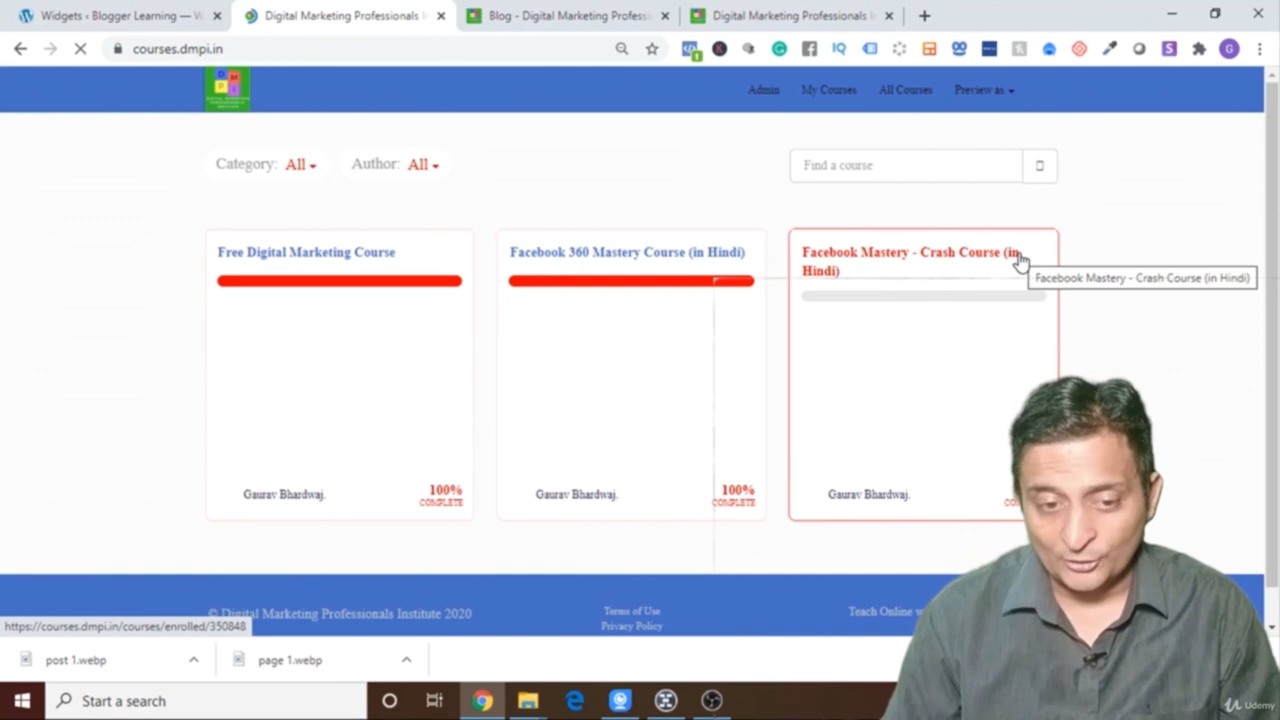 Widgets ‹ Blogger Learning — W
Digital Marketing Professionals I
Blog - Digital Marketing Profess
Digital Marketing Professionals I
courses.dmpi.in
Admin
My Courses
All Courses
Preview as
Category: All
Author: All
Find a course
Free Digital Marketing Course
Facebook 360 Mastery Course (in Hindi)
Facebook Mastery - Crash Course (in
Hindi)
Facebook Mastery - Crash Course (in Hindi)
Gaurav Bhardwaj.
100%
COMPLETE
Gaurav Bhardwaj.
100%
COMPLETE
Gaurav Bhardwaj.
© Digital Marketing Professionals Institute 2020
Terms of Use
Privacy Policy
Teach Online w
https://courses.dmpi.in/courses/enrolled/350848
post 1.webp
page 1.webp
Start a search
Udemy